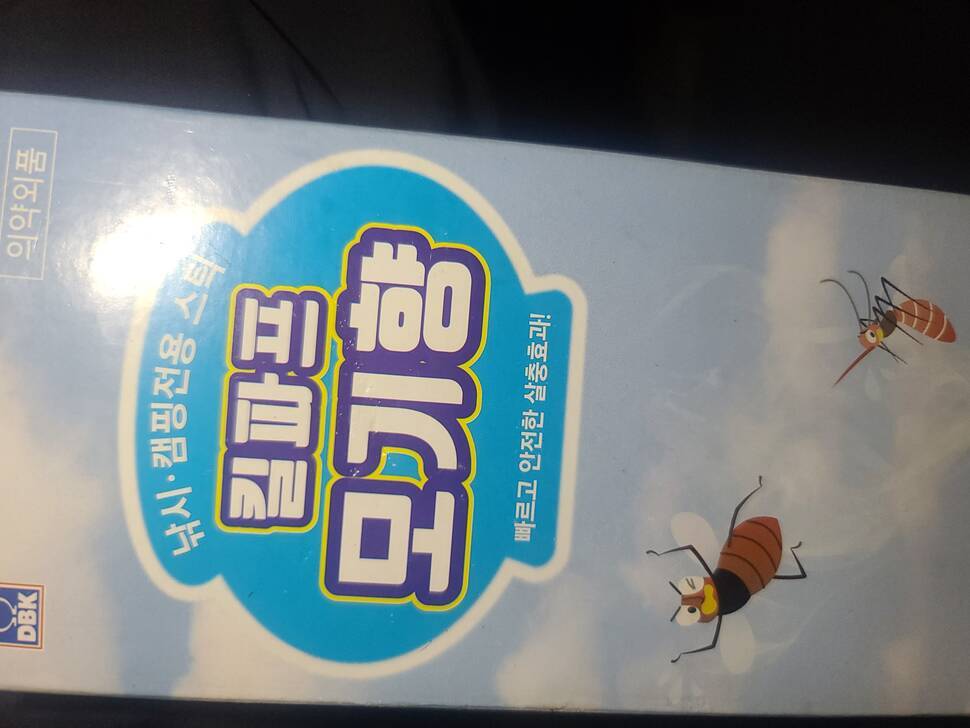 의약외품
낚시·캠핑전용 스틱
킬파프
모기향
빠르고 안전한 살충효과!
DBK